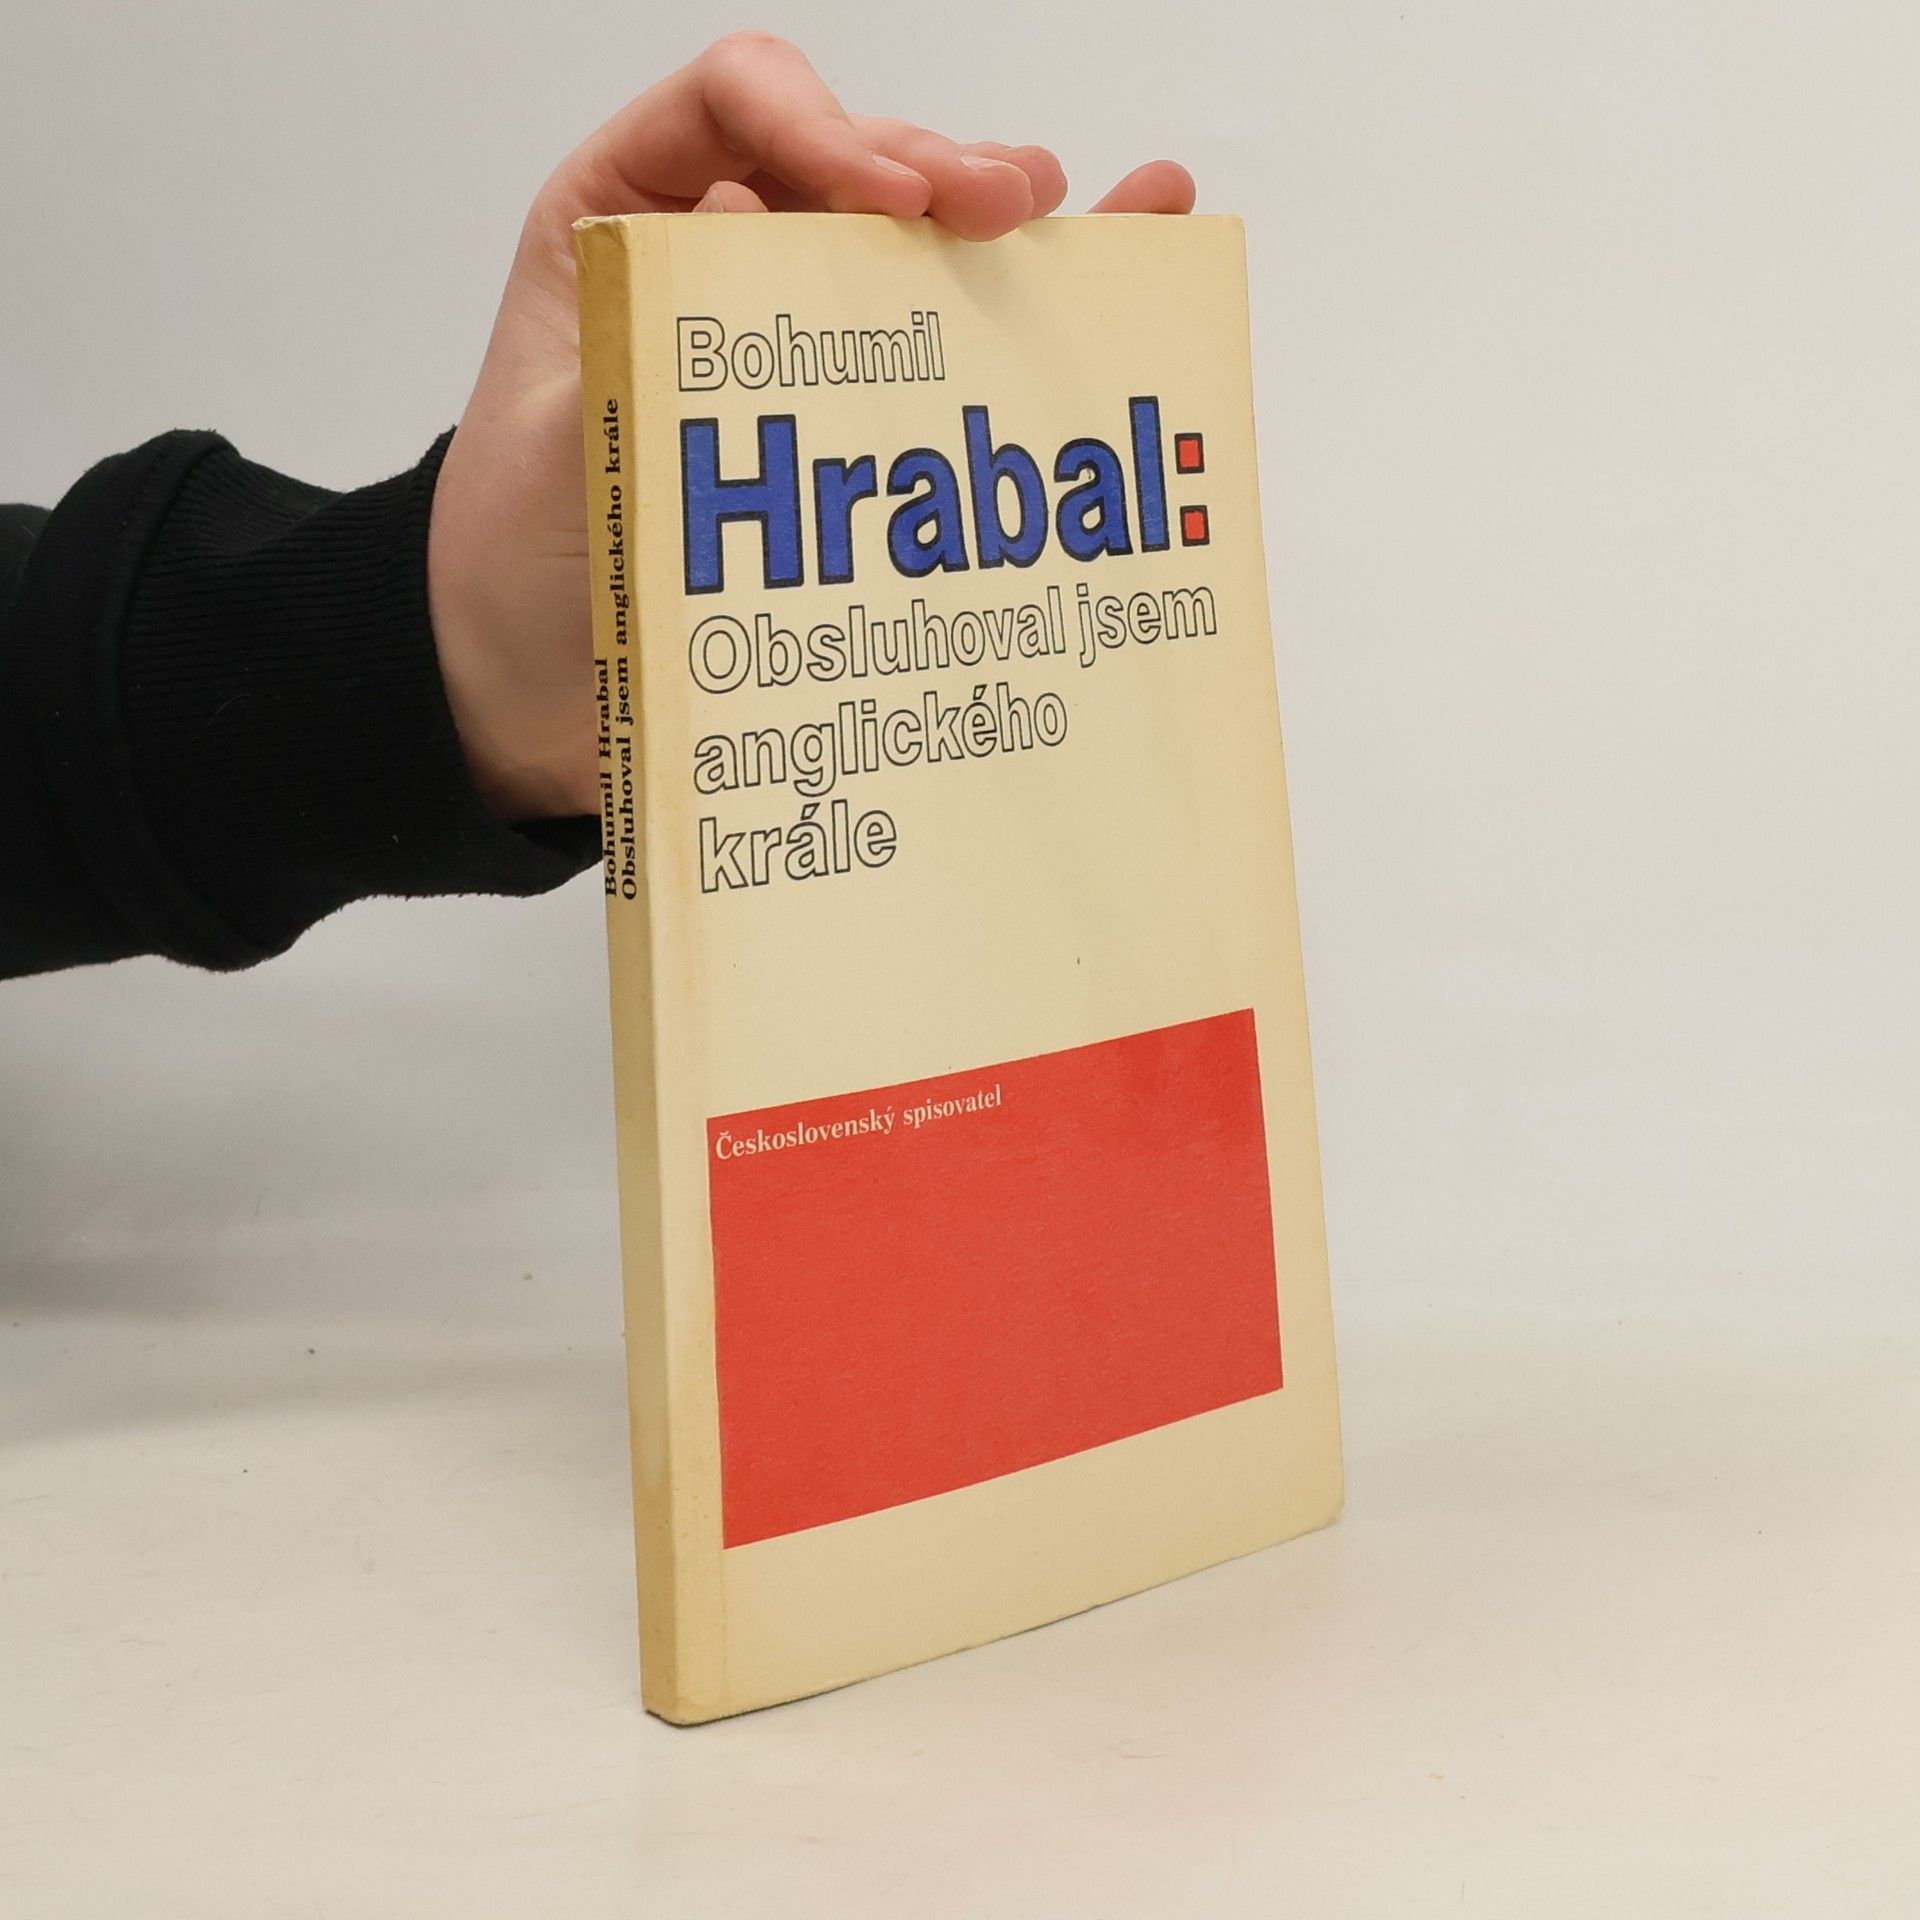 Bohumil
Hrabal:
Obsluhoval jsem
anglického
krále
Československý spisovatel
Bohumil Hrabal
Obsluhoval jsem anglického krále